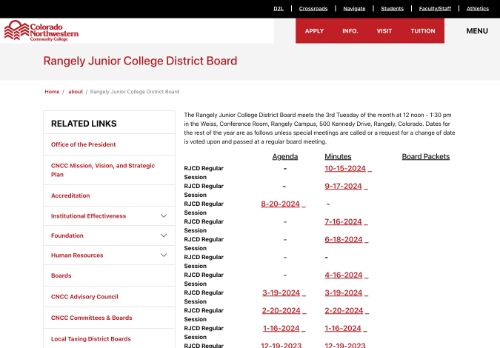 D2L Crossroads Navigate Students Faculty/Staff Athletics
Colorado
Northwestern
Community College
APPLY INFO. VISIT TUITION MENU
Rangely Junior College District Board
Home / about / Rangely Junior College District Board
RELATED LINKS
Office of the President
CNCC Mission, Vision, and Strategic
Plan
Accreditation
Institutional Effectiveness
Foundation
Human Resources
Boards
CNCC Advisory Council
CNCC Committees & Boards
Local Taxing District Boards
The Rangely Junior College District Board meets the 3rd Tuesday of the month at 12 noon - 1:30 pm
in the Weiss, Conference Room, Rangely Campus, 500 Kennedy Drive, Rangely, Colorado. Dates for
the rest of the year are as follows unless special meetings are called or a request for a change of date
is voted upon and passed at a regular board meeting.
Agenda Minutes Board Packets
RJCD Regular - 10-15-2024
Session
RJCD Regular - 9-17-2024
Session
RJCD Regular 8-20-2024 -
Session
RJCD Regular - 7-16-2024
Session
RJCD Regular - 6-18-2024
Session
RJCD Regular - -
Session
RJCD Regular - 4-16-2024
Session
RJCD Regular 3-19-2024 3-19-2024
Session
RJCD Regular 2-20-2024 2-20-2024
Session
RJCD Regular 1-16-2024 1-16-2024
Session
RJCD Regular 12-19-2023 12-19-2023